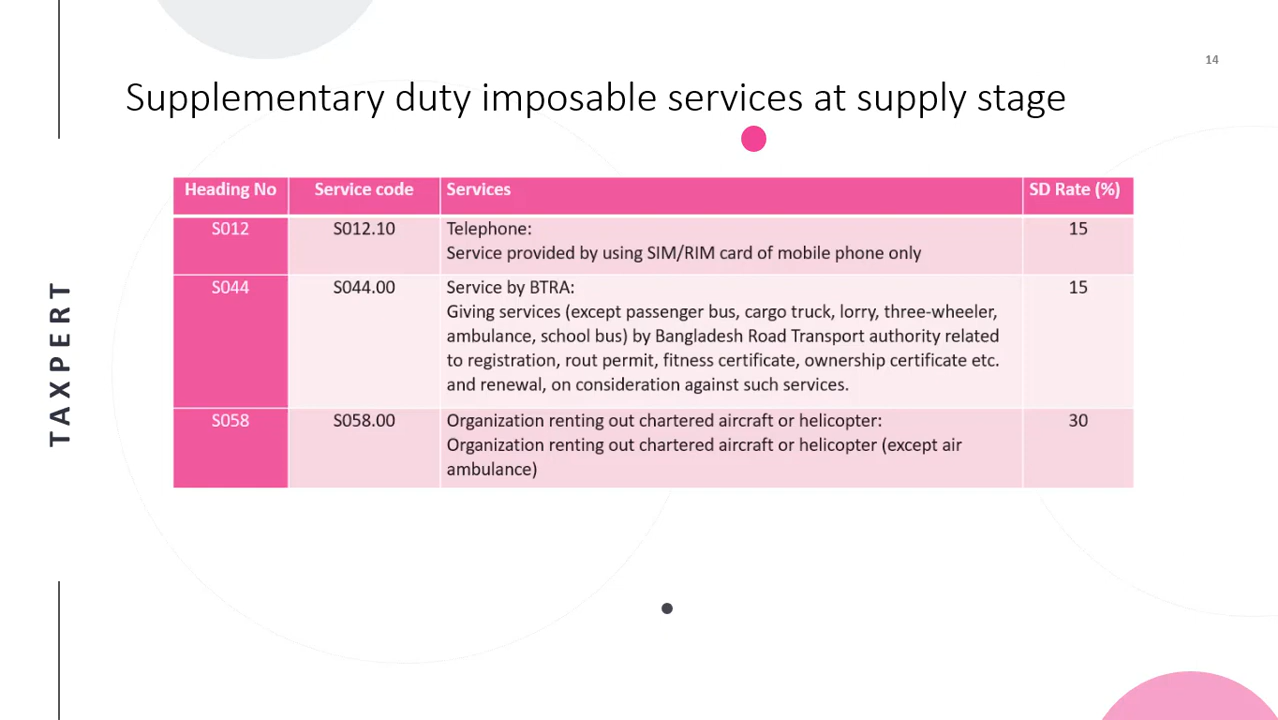 14
Supplementary duty imposable services at supply stage
TAXPERT
Heading No Service code Services SD Rate (%)
S012 S012.10 Telephone: 15
Service provided by using SIM/RIM card of mobile phone only
S044 S044.00 Service by BTRA: 15
Giving services (except passenger bus, cargo truck, lorry, three-wheeler,
ambulance, school bus) by Bangladesh Road Transport authority related
to registration, rout permit, fitness certificate, ownership certificate etc.
and renewal, on consideration against such services.
S058 S058.00 Organization renting out chartered aircraft or helicopter: 30
Organization renting out chartered aircraft or helicopter (except air
ambulance)